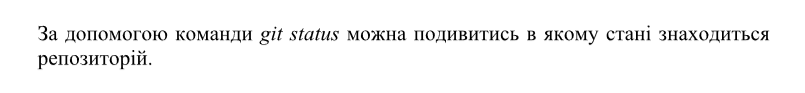 За допомогою команди git status можна подивитись в якому стані знаходиться
репозиторій.